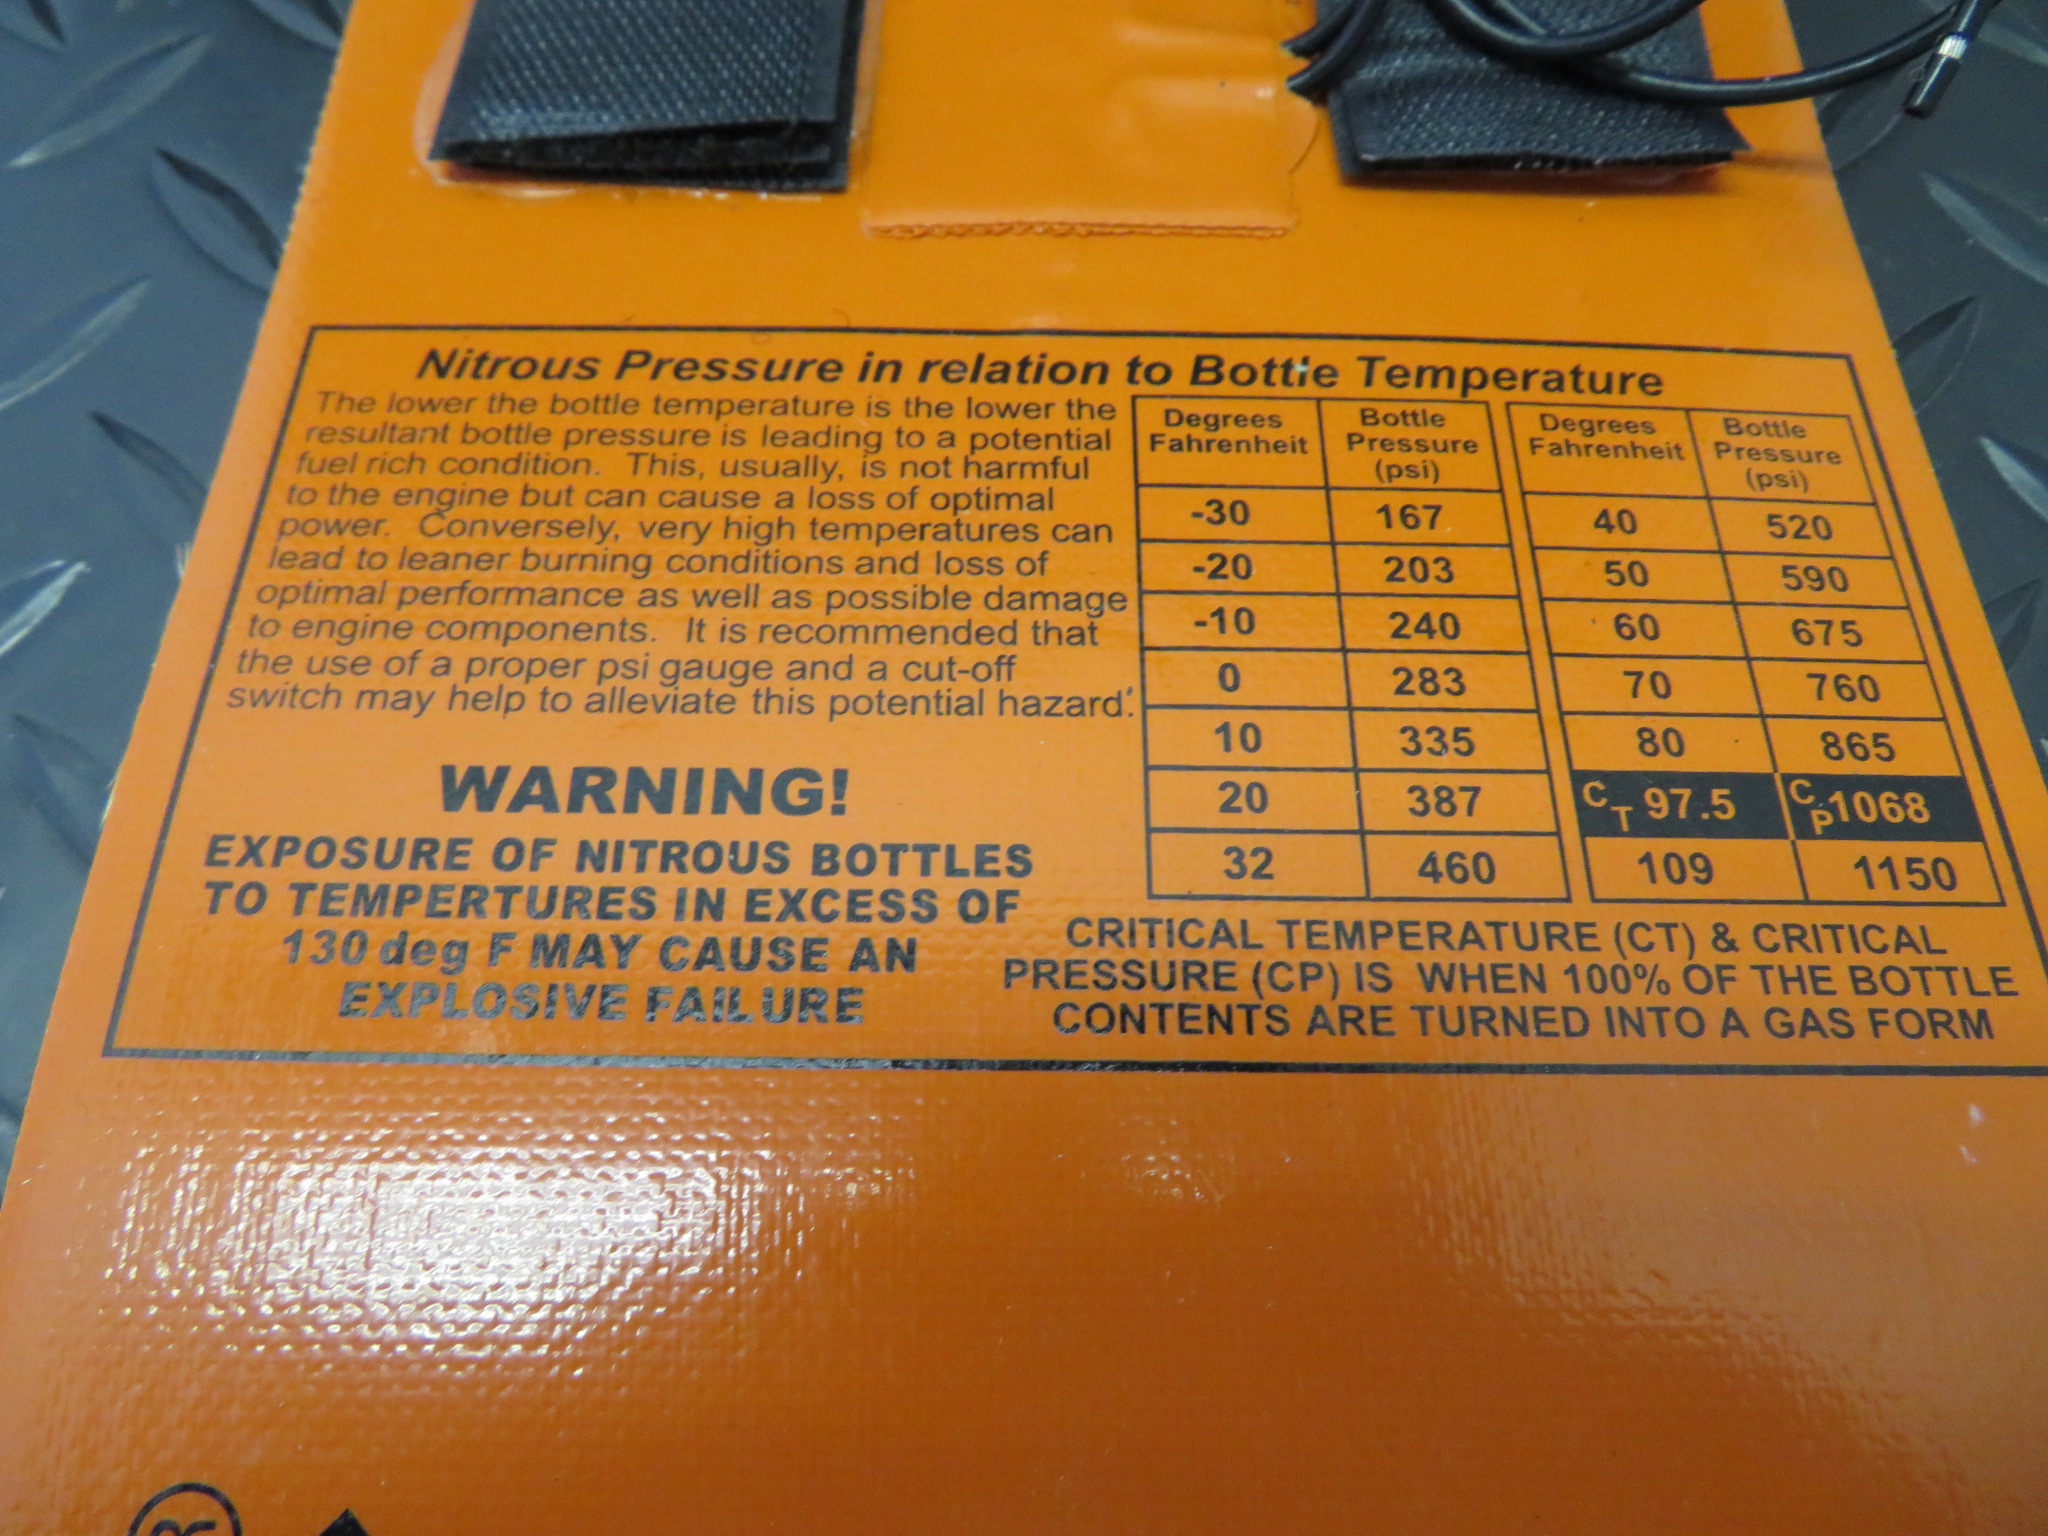 Nitrous Pressure in relation to Bottle Temperature
The lower the bottle temperature is the lower the
resultant bottle pressure is leading to a potential
fuel rich condition. This, usually, is not harmful
to the engine but can cause a loss of optimal
power. Conversely, very high temperatures can
lead to leaner burning conditions and loss of
optimal performance as well as possible damage
to engine components. It is recommended that
the use of a proper psi gauge and a cut-off
switch may help to alleviate this potential hazard.
WARNING!
EXPOSURE OF NITROUS BOTTLES
TO TEMPERTURES IN EXCESS OF
130 deg F MAY CAUSE AN
EXPLOSIVE FAILURE
Degrees Fahrenheit Bottle Pressure (psi)
-30 167
-20 203
-10 240
0 283
10 335
20 387
32 460
Degrees Fahrenheit Bottle Pressure (psi)
40 520
50 590
60 675
70 760
80 865
CT 97.5 CP 1068
109 1150
CRITICAL TEMPERATURE (CT) & CRITICAL
PRESSURE (CP) IS WHEN 100% OF THE BOTTLE
CONTENTS ARE TURNED INTO A GAS FORM
®